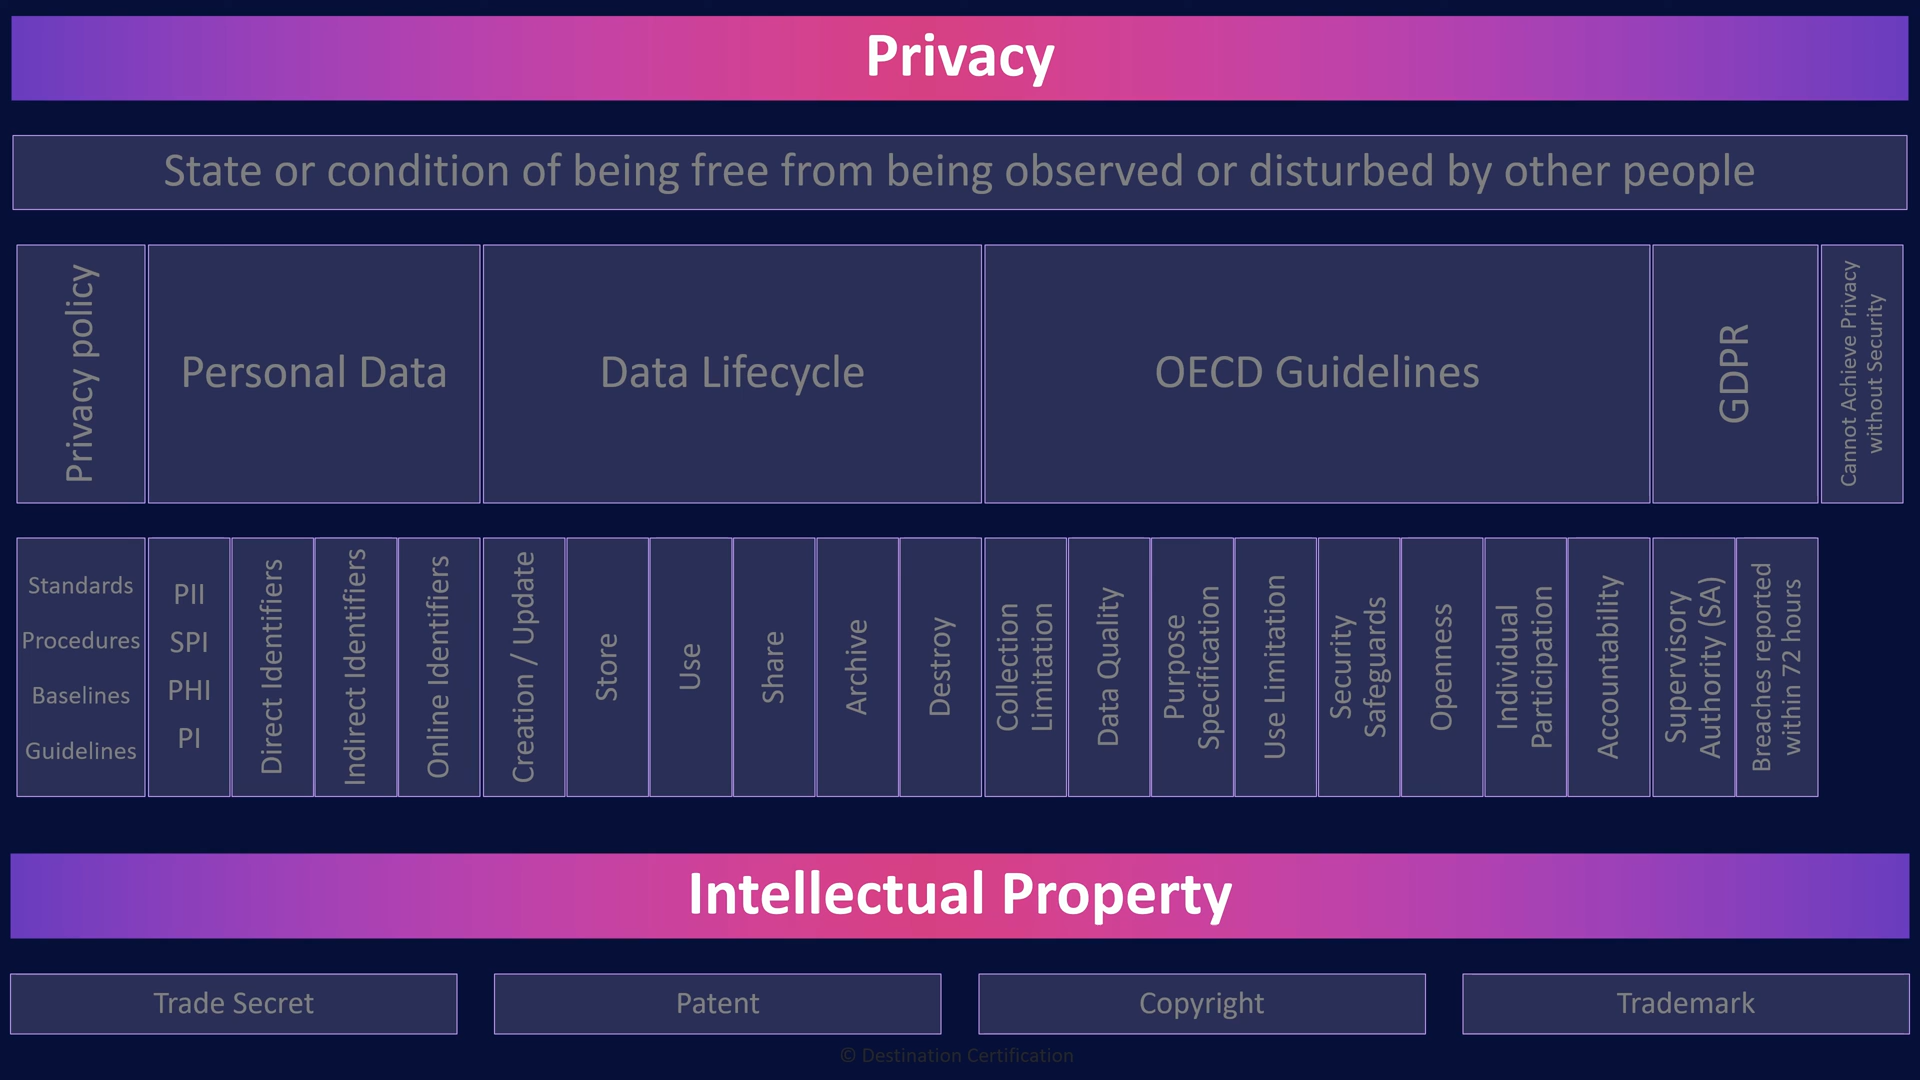 Privacy
State or condition of being free from being observed or disturbed by other people
Privacy policy
Personal Data
Data Lifecycle
OECD Guidelines
GDPR
Cannot Achieve Privacy
without Security
Standards
Procedures
Baselines
Guidelines
PII
SPI
PHI
PI
Direct Identifiers
Indirect Identifiers
Online Identifiers
Creation / Update
Store
Use
Share
Archive
Destroy
Collection
Limitation
Data Quality
Purpose
Specification
Use Limitation
Security
Safeguards
Openness
Individual
Participation
Accountability
Supervisory
Authority (SA)
Breaches reported
within 72 hours
Intellectual Property
Trade Secret
Patent
Copyright
Trademark
© Destination Certification